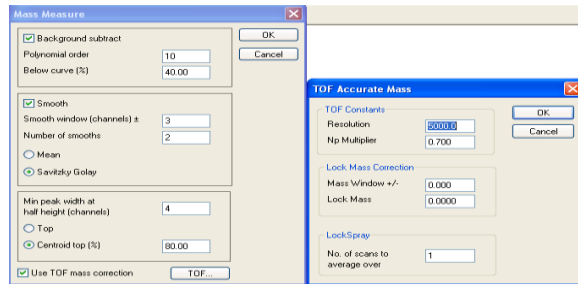 Mass Measure
Background subtract
OK
Polynomial order 10
Cancel
Below curve (%) 40.00
Smooth
Smooth window (channels) ± 3
Number of smooths 2
Mean
Savitzky Golay
Min peak width at
half height (channels) 4
Top
Centroid top (%) 80.00
Use TOF mass correction TOF...
TOF Accurate Mass
TOF Constants
OK
Resolution 5000.0
Cancel
Np Multiplier 0.700
Lock Mass Correction
Mass Window +/- 0.000
Lock Mass 0.0000
LockSpray
No. of scans to
average over 1